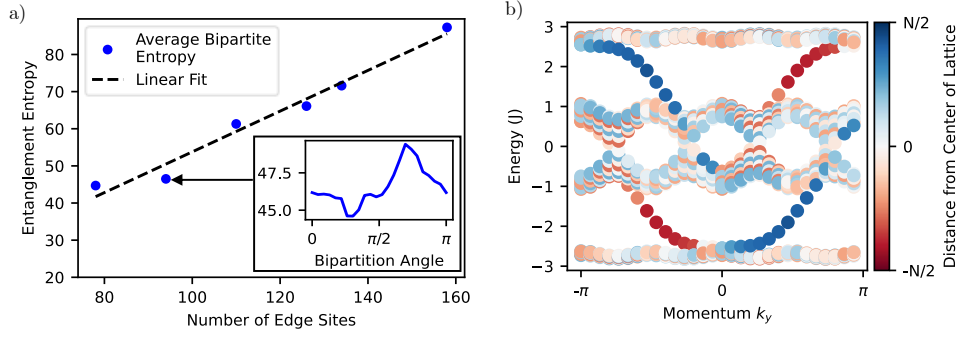 a)
Entanglement Entropy
80
70
60
50
40
30
20
Average Bipartite
Entropy
Linear Fit
47.5
45.0
0
π/2
π
Bipartition Angle
80
100
120
140
160
Number of Edge Sites
b)
Energy (J)
3
2
1
0
−1
−2
−3
-π
0
π
Momentum k_y
N/2
0
-N/2
Distance from Center of Lattice